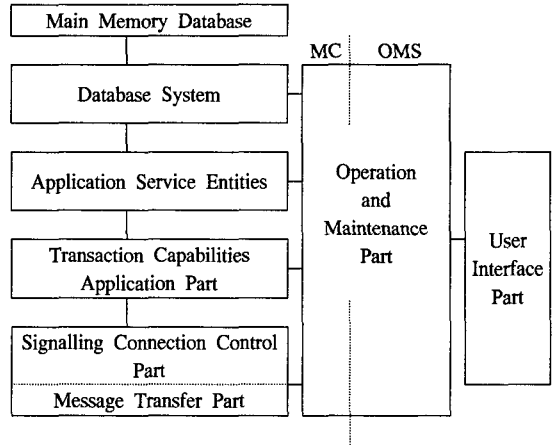 Main Memory Database
MC OMS
Database System
Application Service Entities
Operation
and
Maintenance
Part
Transaction Capabilities
Application Part
User
Interface
Part
Signalling Connection Control
Part
Message Transfer Part